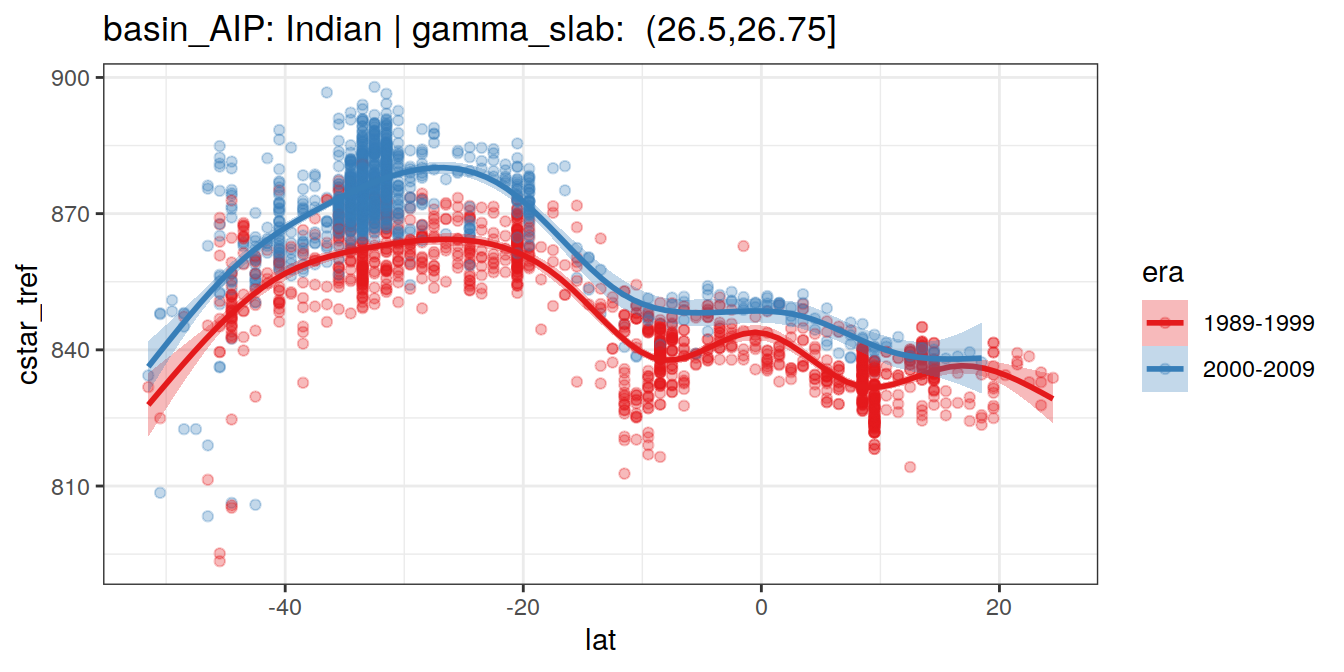 basin_AIP: Indian | gamma_slab:  (26.5,26.75]
900
870
840
810
cstar_tref
-40
-20
0
20
lat
era
1989-1999
2000-2009